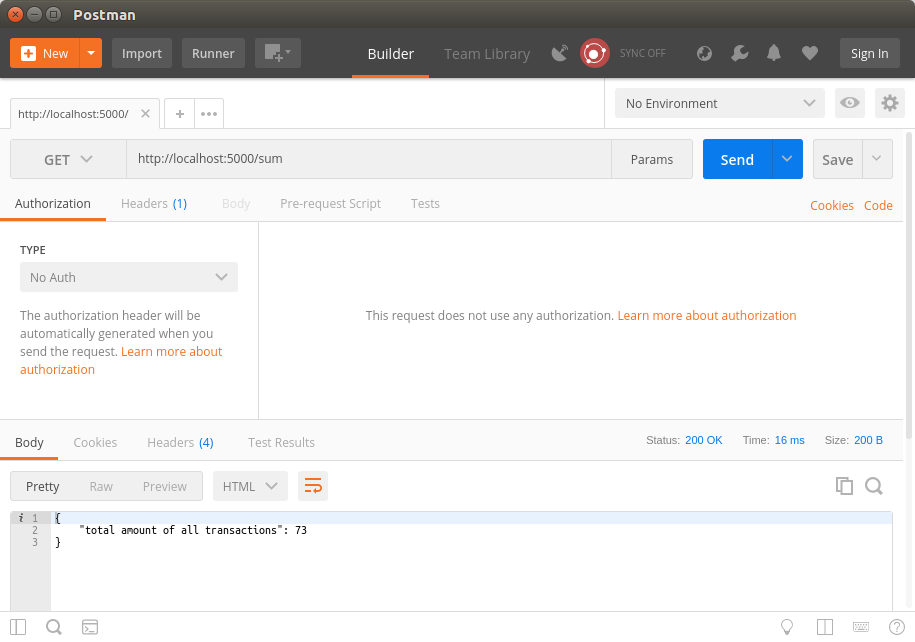 Postman
New
Import
Runner
Builder
Team Library
SYNC OFF
Sign In
http://localhost:5000/
No Environment
GET
http://localhost:5000/sum
Params
Send
Save
Authorization
Headers (1)
Body
Pre-request Script
Tests
Cookies
Code
TYPE
No Auth
The authorization header will be
automatically generated when you
send the request. Learn more about
authorization
This request does not use any authorization. Learn more about authorization
Body
Cookies
Headers (4)
Test Results
Status: 200 OK
Time: 16 ms
Size: 200 B
Pretty
Raw
Preview
HTML
i 1 {
2 "total amount of all transactions": 73
3 }